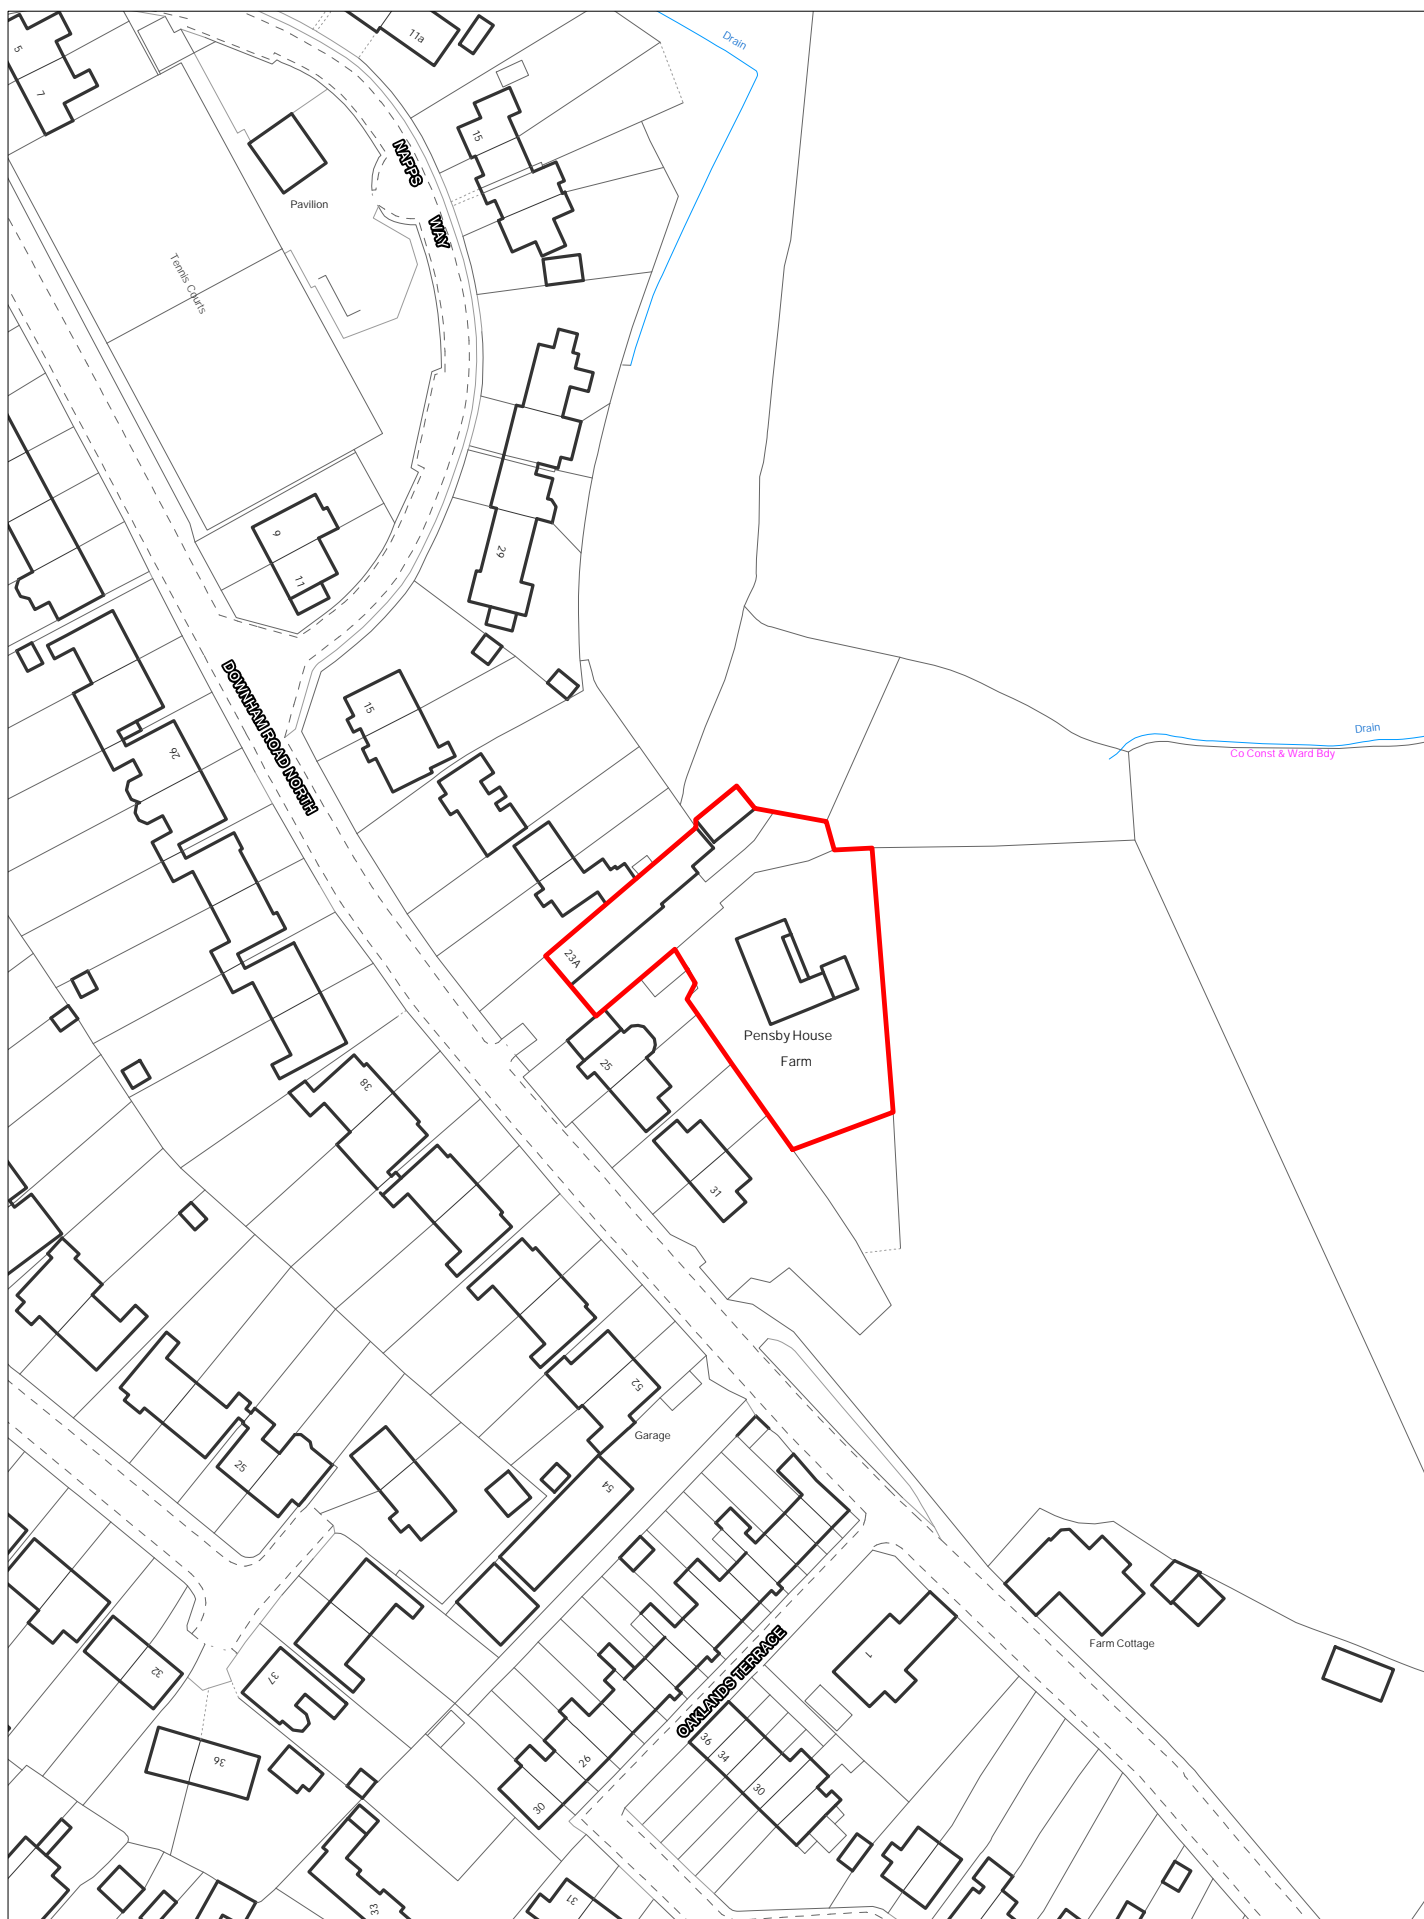 5
7
11a
Drain
15
NAPPS
WAY
Pavilion
Tennis Courts
9
11
29
DOWNHAM ROAD NORTH
15
26
Drain
Co Const & Ward Bdy
23A
Pensby House
Farm
25
38
31
52
Garage
54
25
32
37
36
Farm Cottage
1
OAKLANDS TERRACE
36
34
30
26
30
31
33